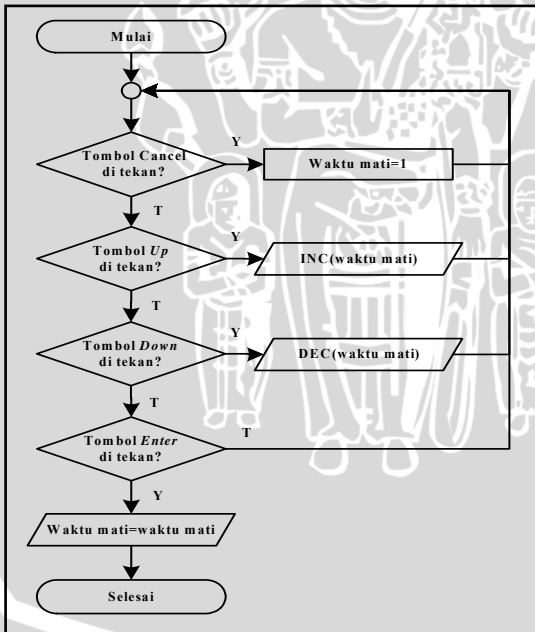 Mulai
Y
Tombol Cancel
di tekan?
Waktu mati=1
T
Y
Tombol Up
di tekan?
INC(waktu mati)
T
Y
Tombol Down
di tekan?
DEC(waktu mati)
T
Tombol Enter
di tekan?
T
Y
Waktu mati=waktu mati
Selesai